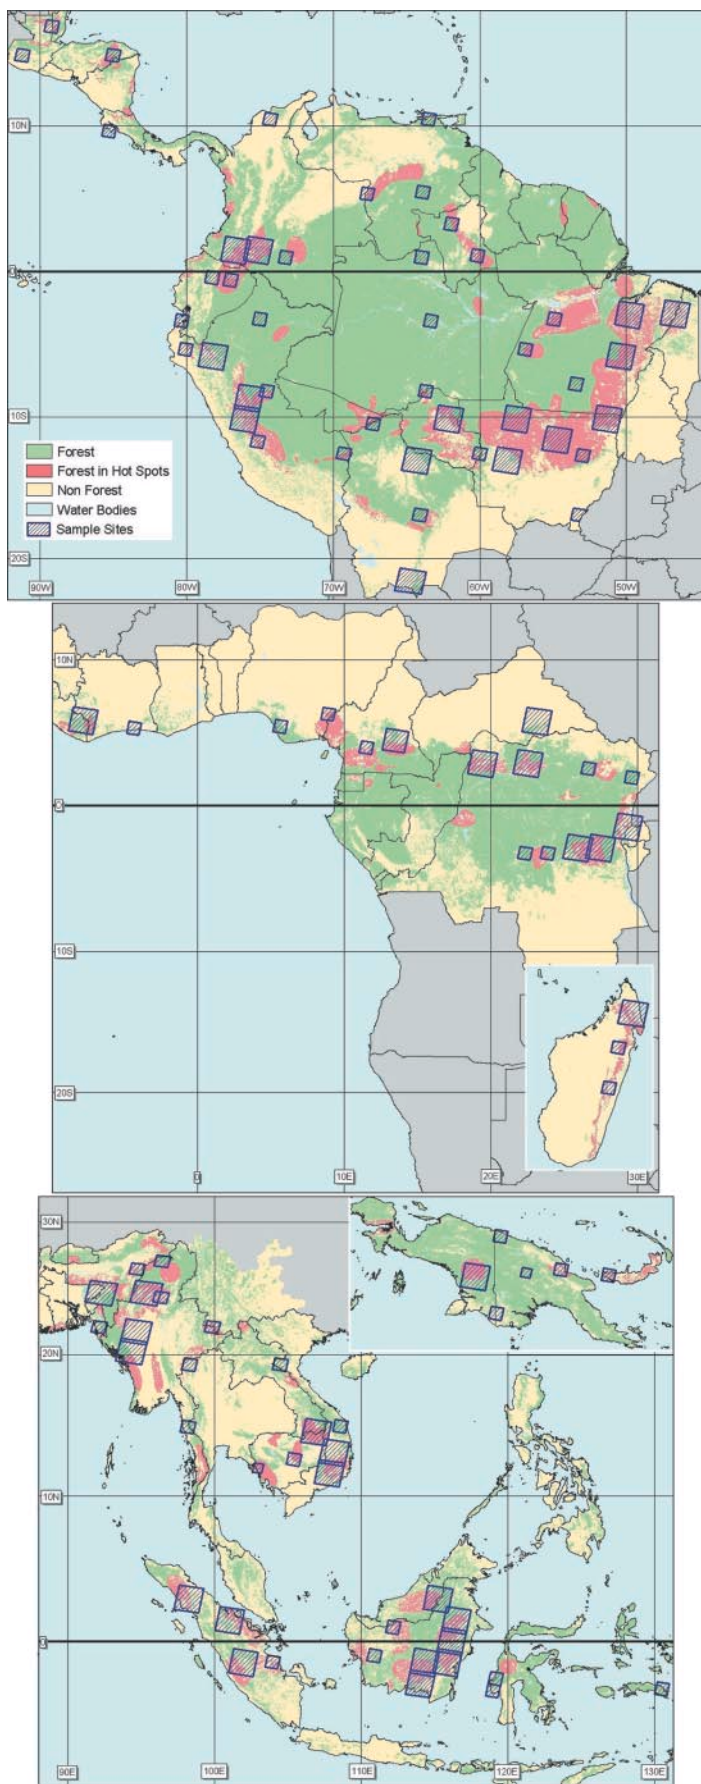 10N
0
10S
Forest
Forest in Hot Spots
Non Forest
Water Bodies
Sample Sites
20S
90W
80W
70W
60W
50W
10N
0
10S
20S
0
10E
20E
30E
30N
20N
10N
0
90E
100E
110E
120E
130E